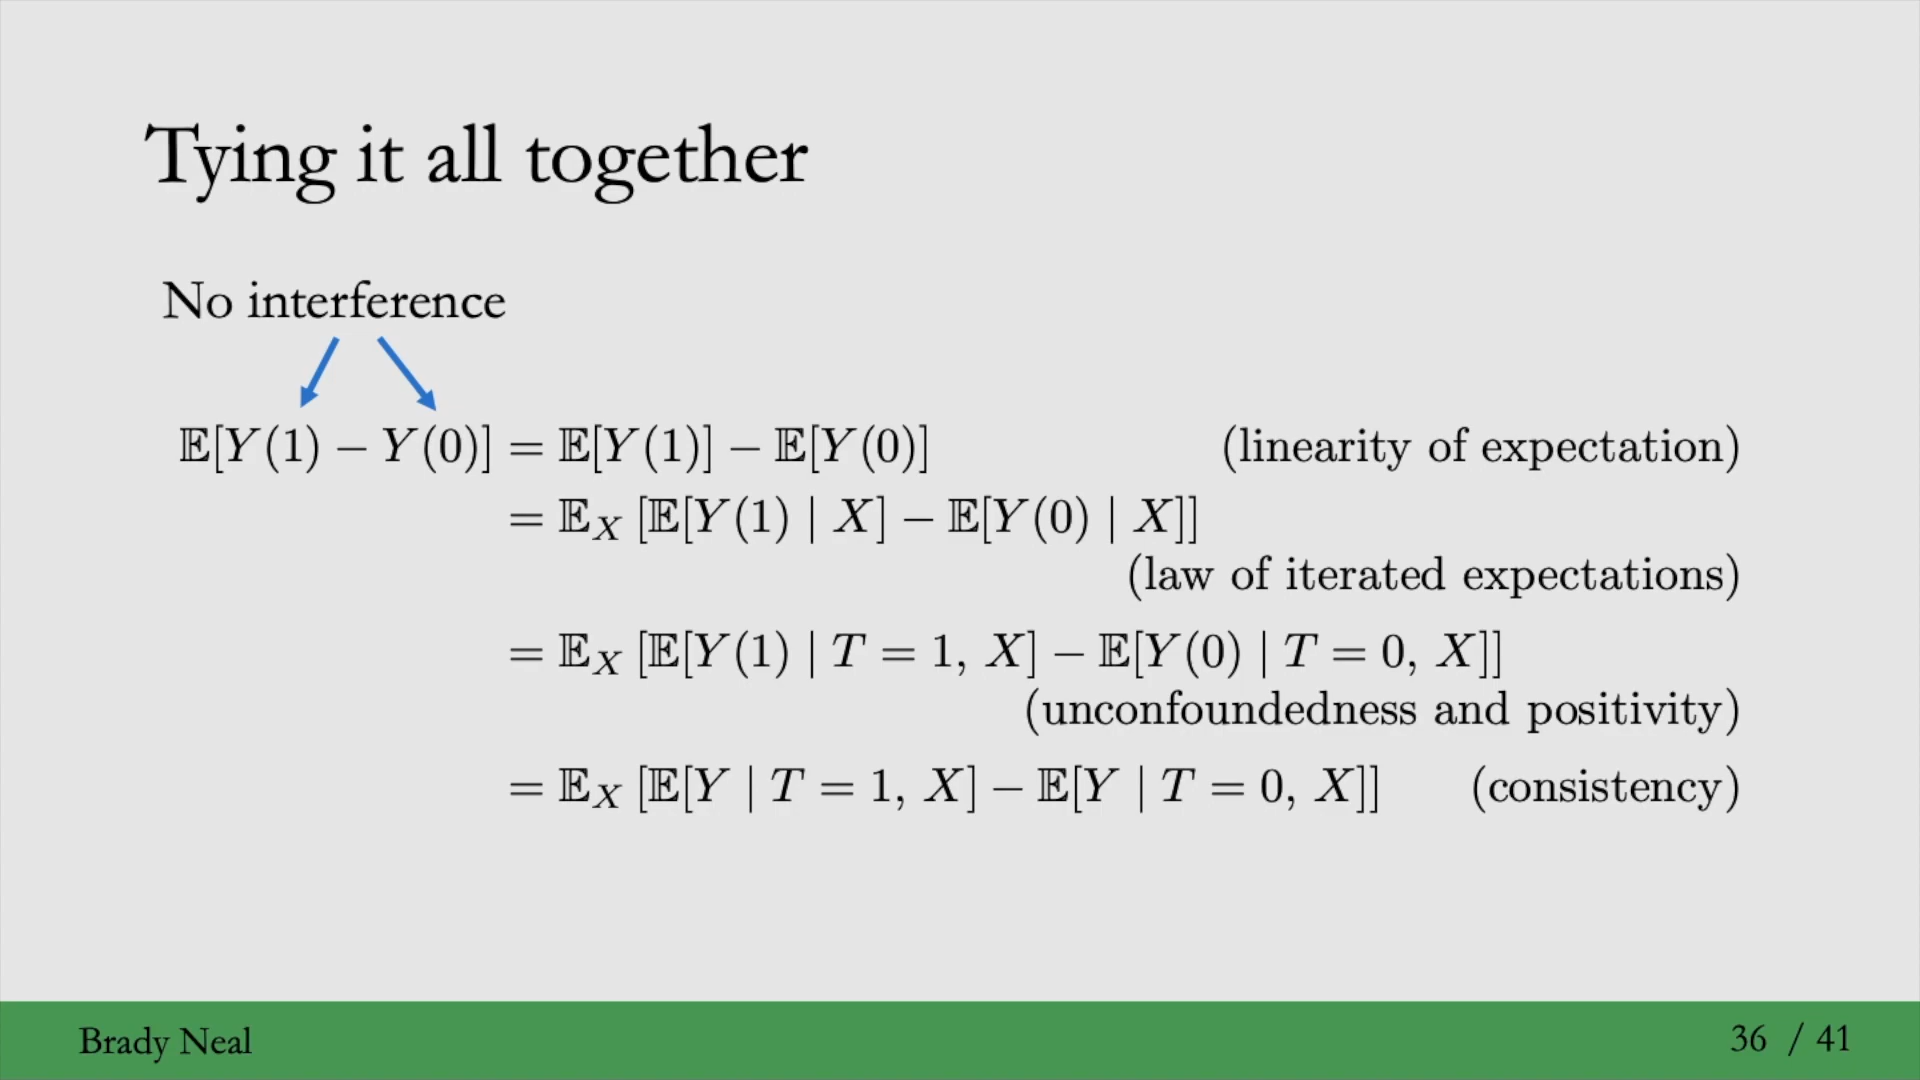 Tying it all together
No interference
𝔼[Y(1) − Y(0)] = 𝔼[Y(1)] − 𝔼[Y(0)] (linearity of expectation)
= 𝔼_X [𝔼[Y(1) | X] − 𝔼[Y(0) | X]]
(law of iterated expectations)
= 𝔼_X [𝔼[Y(1) | T = 1, X] − 𝔼[Y(0) | T = 0, X]]
(unconfoundedness and positivity)
= 𝔼_X [𝔼[Y | T = 1, X] − 𝔼[Y | T = 0, X]] (consistency)
Brady Neal
36 / 41